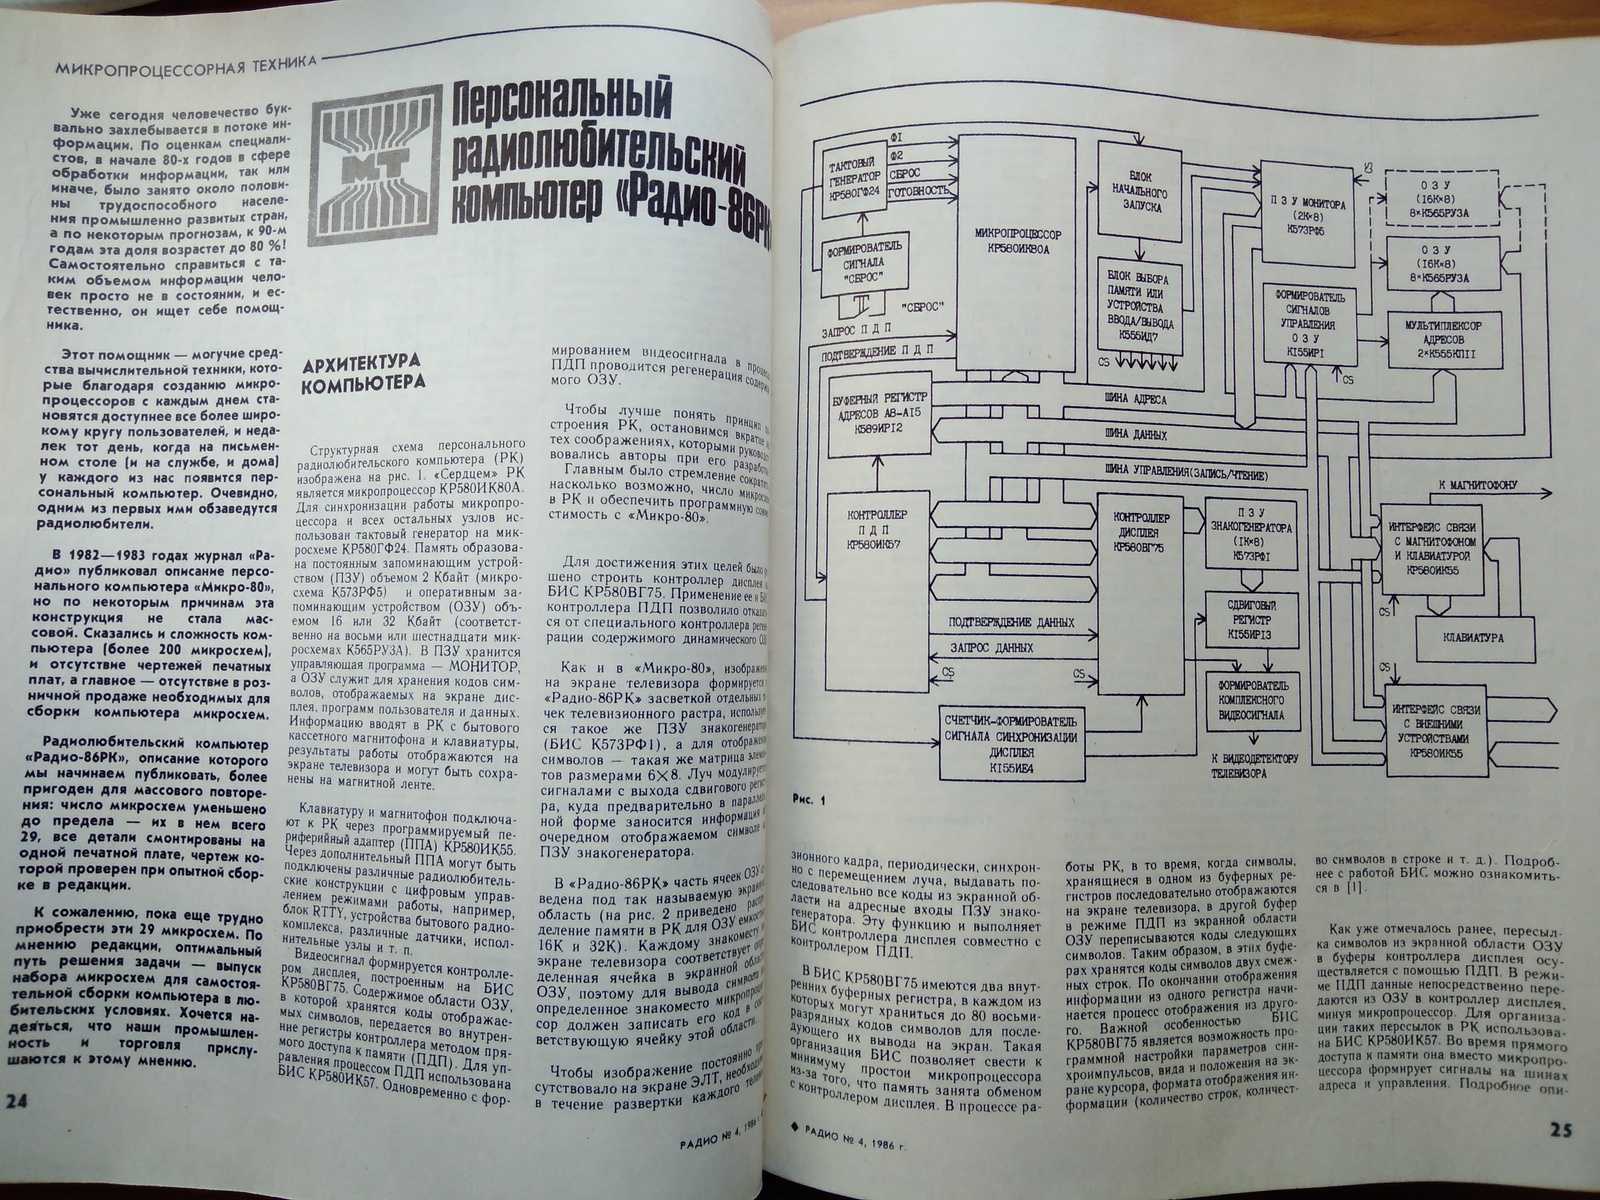 МИКРОПРОЦЕССОРНАЯ ТЕХНИКА
Уже сегодня человечество бук-
вально захлебывается в потоке ин-
формации. По оценкам специали-
стов, в начале 80-х годов в сфере
обработки информации, так или
иначе, было занято около полови-
ны трудоспособного населе-
ния промышленно развитых стран,
а по некоторым прогнозам, к 90-м
годам эта доля возрастет до 80 %!
Самостоятельно справиться с та-
ким объемом информации чело-
век просто не в состоянии, и ес-
тественно, он ищет себе помощ-
ника.
Этот помощник — могучие сред-
ства вычислительной техники, кото-
рые благодаря созданию микро-
процессоров с каждым днем ста-
новятся доступнее все более широ-
кому кругу пользователей, и неда-
лек тот день, когда на письмен-
ном столе (и на службе, и дома)
у каждого из нас появится пер-
сональный компьютер. Очевидно,
одним из первых ими обзаведутся
радиолюбители.
В 1982—1983 годах журнал «Ра-
дио» публиковал описание персо-
нального компьютера «Микро-80»,
но по некоторым причинам эта
конструкция не стала мас-
совой. Сказались и сложность ком-
пьютера (более 200 микросхем),
и отсутствие чертежей печатных
плат, а главное — отсутствие в роз-
ничной продаже необходимых для
сборки компьютера микросхем.
Радиолюбительский компьютер
«Радио-86РК», описание которого
мы начинаем публиковать, более
пригоден для массового повторе-
ния: число микросхем уменьшено
до предела — их в нем всего
29, все детали смонтированы на
одной печатной плате, чертеж ко-
торой проверен при опытной сбор-
ке в редакции.
К сожалению, пока еще трудно
приобрести эти 29 микросхем. По
мнению редакции, оптимальный
путь решения задачи — выпуск
набора микросхем для самостоя-
тельной сборки компьютера в лю-
бительских условиях. Хочется на-
деяться, что наши промышлен-
ность и торговля прислу-
шаются к этому мнению.
24
МТ
Персональный
радиолюбительский
компьютер «Радио-86РК
АРХИТЕКТУРА
КОМПЬЮТЕРА
Структурная схема персонального
радиолюбительского компьютера (РК)
изображена на рис. 1. «Сердцем» РК
является микропроцессор КР580ИК80А.
Для синхронизации работы микропро-
цессора и всех остальных узлов ис-
пользован тактовый генератор на мик-
росхеме КР580ГФ24. Память образова-
на постоянным запоминающим устрой-
ством (ПЗУ) объемом 2 Кбайт (микро-
схема К573РФ5) и оперативным за-
поминающим устройством (ОЗУ) объ-
емом 16 или 32 Кбайт (соответст-
венно на восьми или шестнадцати мик-
росхемах К565РУ3А). В ПЗУ хранится
управляющая программа — МОНИТОР,
а ОЗУ служит для хранения кодов сим-
волов, отображаемых на экране дис-
плея, программ пользователя и данных.
Информацию вводят в РК с бытового
кассетного магнитофона и клавиатуры,
результаты работы отображаются на
экране телевизора и могут быть сохра-
нены на магнитной ленте.
Клавиатуру и магнитофон подключа-
ют к РК через программируемый пе-
риферийный адаптер (ППА) КР580ИК55.
Через дополнительный ППА могут быть
подключены различные радиолюбитель-
ские конструкции с цифровым управ-
лением режимами работы, например,
блок RTTY, устройства бытового радио-
комплекса, различные датчики, испол-
нительные узлы и т. п.
Видеосигнал формируется контролле-
ром дисплея, построенным на БИС
КР580ВГ75. Содержимое области ОЗУ,
в которой хранятся коды отображае-
мых символов, передается во внутрен-
ние регистры контроллера методом пря-
мого доступа к памяти (ПДП). Для уп-
равления процессом ПДП использована
БИС КР580ИК57. Одновременно с фор-
мированием видеосигнала в процессе
ПДП проводится регенерация содержи-
мого ОЗУ.
Чтобы лучше понять принцип
строения РК, остановимся вкратце
тех соображениях, которыми руковод-
вовались авторы при его разработ
Главным было стремление сократить,
насколько возможно, число микросхем
в РК и обеспечить программную
стимость с «Микро-80».
Для достижения этих целей было
шено строить контроллер дисплея
БИС КР580ВГ75. Применение ее и
контроллера ПДП позволило отказа
ся от специального контроллера
рации содержимого динамического ОЗУ
Как и в «Микро-80», изображение
на экране телевизора формируется
«Радио-86РК» засветкой отдельных
чек телевизионного растра,
ся такое же ПЗУ знакогенератора
(БИС К573РФ1), а для отображения
символов — такая же матрица
тов размерами 6×8. Луч модулируется
сигналами с выхода сдвигового
ра, куда предварительно в параллель
ной форме заносится информация
очередном отображаемом символе
ПЗУ знакогенератора.
В «Радио-86РК» часть ячеек ОЗУ
ведена под так называемую экранную
область (на рис. 2 приведено
деление памяти в РК для ОЗУ емкостью
16К и 32К). Каждому знакоместу
экране телевизора соответствует
деленная ячейка в экранной области
ОЗУ, поэтому для вывода символа
определенное знакоместо микропроцес
сор должен записать его код в соот
ветствующую ячейку этой области.
Чтобы изображение постоянно
сутствовало на экране ЭЛТ, необходимо
в течение развертки каждого
РАДИО № 4, 1986 г.
ТАКТОВЫЙ
ГЕНЕРАТОР
КР580ГФ24
Ф1
Ф2
СБРОС
ГОТОВНОСТЬ
ФОРМИРОВАТЕЛЬ
СИГНАЛА
"СБРОС"
"СБРОС"
ЗАПРОС ПДП
ПОДТВЕРЖДЕНИЕ ПДП
МИКРОПРОЦЕССОР
КР580ИК80А
БЛОК
НАЧАЛЬНОГО
ЗАПУСКА
БЛОК ВЫБОРА
ПАМЯТИ ИЛИ
УСТРОЙСТВА
ВВОДА/ВЫВОДА
К555ИД7
CS
ПЗУ МОНИТОРА
(2К×8)
К573РФ5
CS
ОЗУ
(16К×8)
8×К565РУ3А
ОЗУ
(16К×8)
8×К565РУ3А
ФОРМИРОВАТЕЛЬ
СИГНАЛОВ
УПРАВЛЕНИЯ
ОЗУ
К155ИР1
CS
МУЛЬТИПЛЕКСОР
АДРЕСОВ
2×К555КП11
БУФЕРНЫЙ РЕГИСТР
АДРЕСОВ А8-А15
К589ИР12
ШИНА АДРЕСА
ШИНА ДАННЫХ
ШИНА УПРАВЛЕНИЯ(ЗАПИСЬ/ЧТЕНИЕ)
КОНТРОЛЛЕР
ПДП
КР580ИК57
КОНТРОЛЛЕР
ДИСПЛЕЯ
КР580ВГ75
ПЗУ
ЗНАКОГЕНЕРАТОРА
(1К×8)
К573РФ1
К МАГНИТОФОНУ
ИНТЕРФЕЙС СВЯЗИ
С МАГНИТОФОНОМ
И КЛАВИАТУРОЙ
КР580ИК55
CS
СДВИГОВЫЙ
РЕГИСТР
К155ИР13
КЛАВИАТУРА
ПОДТВЕРЖДЕНИЕ ДАННЫХ
ЗАПРОС ДАННЫХ
CS
CS
CS
ФОРМИРОВАТЕЛЬ
КОМПЛЕКСНОГО
ВИДЕОСИГНАЛА
ИНТЕРФЕЙС СВЯЗИ
С ВНЕШНИМИ
УСТРОЙСТВАМИ
КР580ИК55
СЧЕТЧИК-ФОРМИРОВАТЕЛЬ
СИГНАЛА СИНХРОНИЗАЦИИ
ДИСПЛЕЯ
К155ИЕ4
К ВИДЕОДЕТЕКТОРУ
ТЕЛЕВИЗОРА
Рис. 1
зионного кадра, периодически, синхрон-
но с перемещением луча, выдавать по-
следовательно все коды из экранной об-
ласти на адресные входы ПЗУ знако-
генератора. Эту функцию и выполняет
БИС контроллера дисплея совместно с
контроллером ПДП.
В БИС КР580ВГ75 имеются два внут-
ренних буферных регистра, в каждом из
которых могут храниться до 80 восьми-
разрядных кодов символов для после-
дующего их вывода на экран. Такая
организация БИС позволяет свести к
минимуму простои микропроцессора
из-за того, что память занята обменом
с контроллером дисплея. В процессе ра-
боты РК, в то время, когда символы,
хранящиеся в одном из буферных ре-
гистров последовательно отображаются
на экране телевизора, в другой буфер
в режиме ПДП из экранной области
ОЗУ переписываются коды следующих
символов. Таким образом, в этих буфе-
рах хранятся коды символов двух смеж-
ных строк. По окончании отображения
информации из одного регистра начи-
нается процесс отображения из друго-
го. Важной особенностью БИС
КР580ВГ75 является возможность про-
граммной настройки параметров син-
хроимпульсов, вида и положения на эк-
ране курсора, формата отображения ин-
формации (количество строк, количест-
во символов в строке и т. д.). Подроб-
нее с работой БИС можно ознакомить-
ся в [1].
Как уже отмечалось ранее, пересыл-
ка символов из экранной области ОЗУ
в буферы контроллера дисплея осу-
ществляется с помощью ПДП. В режи-
ме ПДП данные непосредственно пере-
даются из ОЗУ в контроллер дисплея,
минуя микропроцессор. Для организа-
ции таких пересылок в РК использова-
на БИС КР580ИК57. Во время прямого
доступа к памяти она вместо микропро-
цессора формирует сигналы на шинах
адреса и управления. Подробное опи-
◆ РАДИО № 4, 1986 г.
25